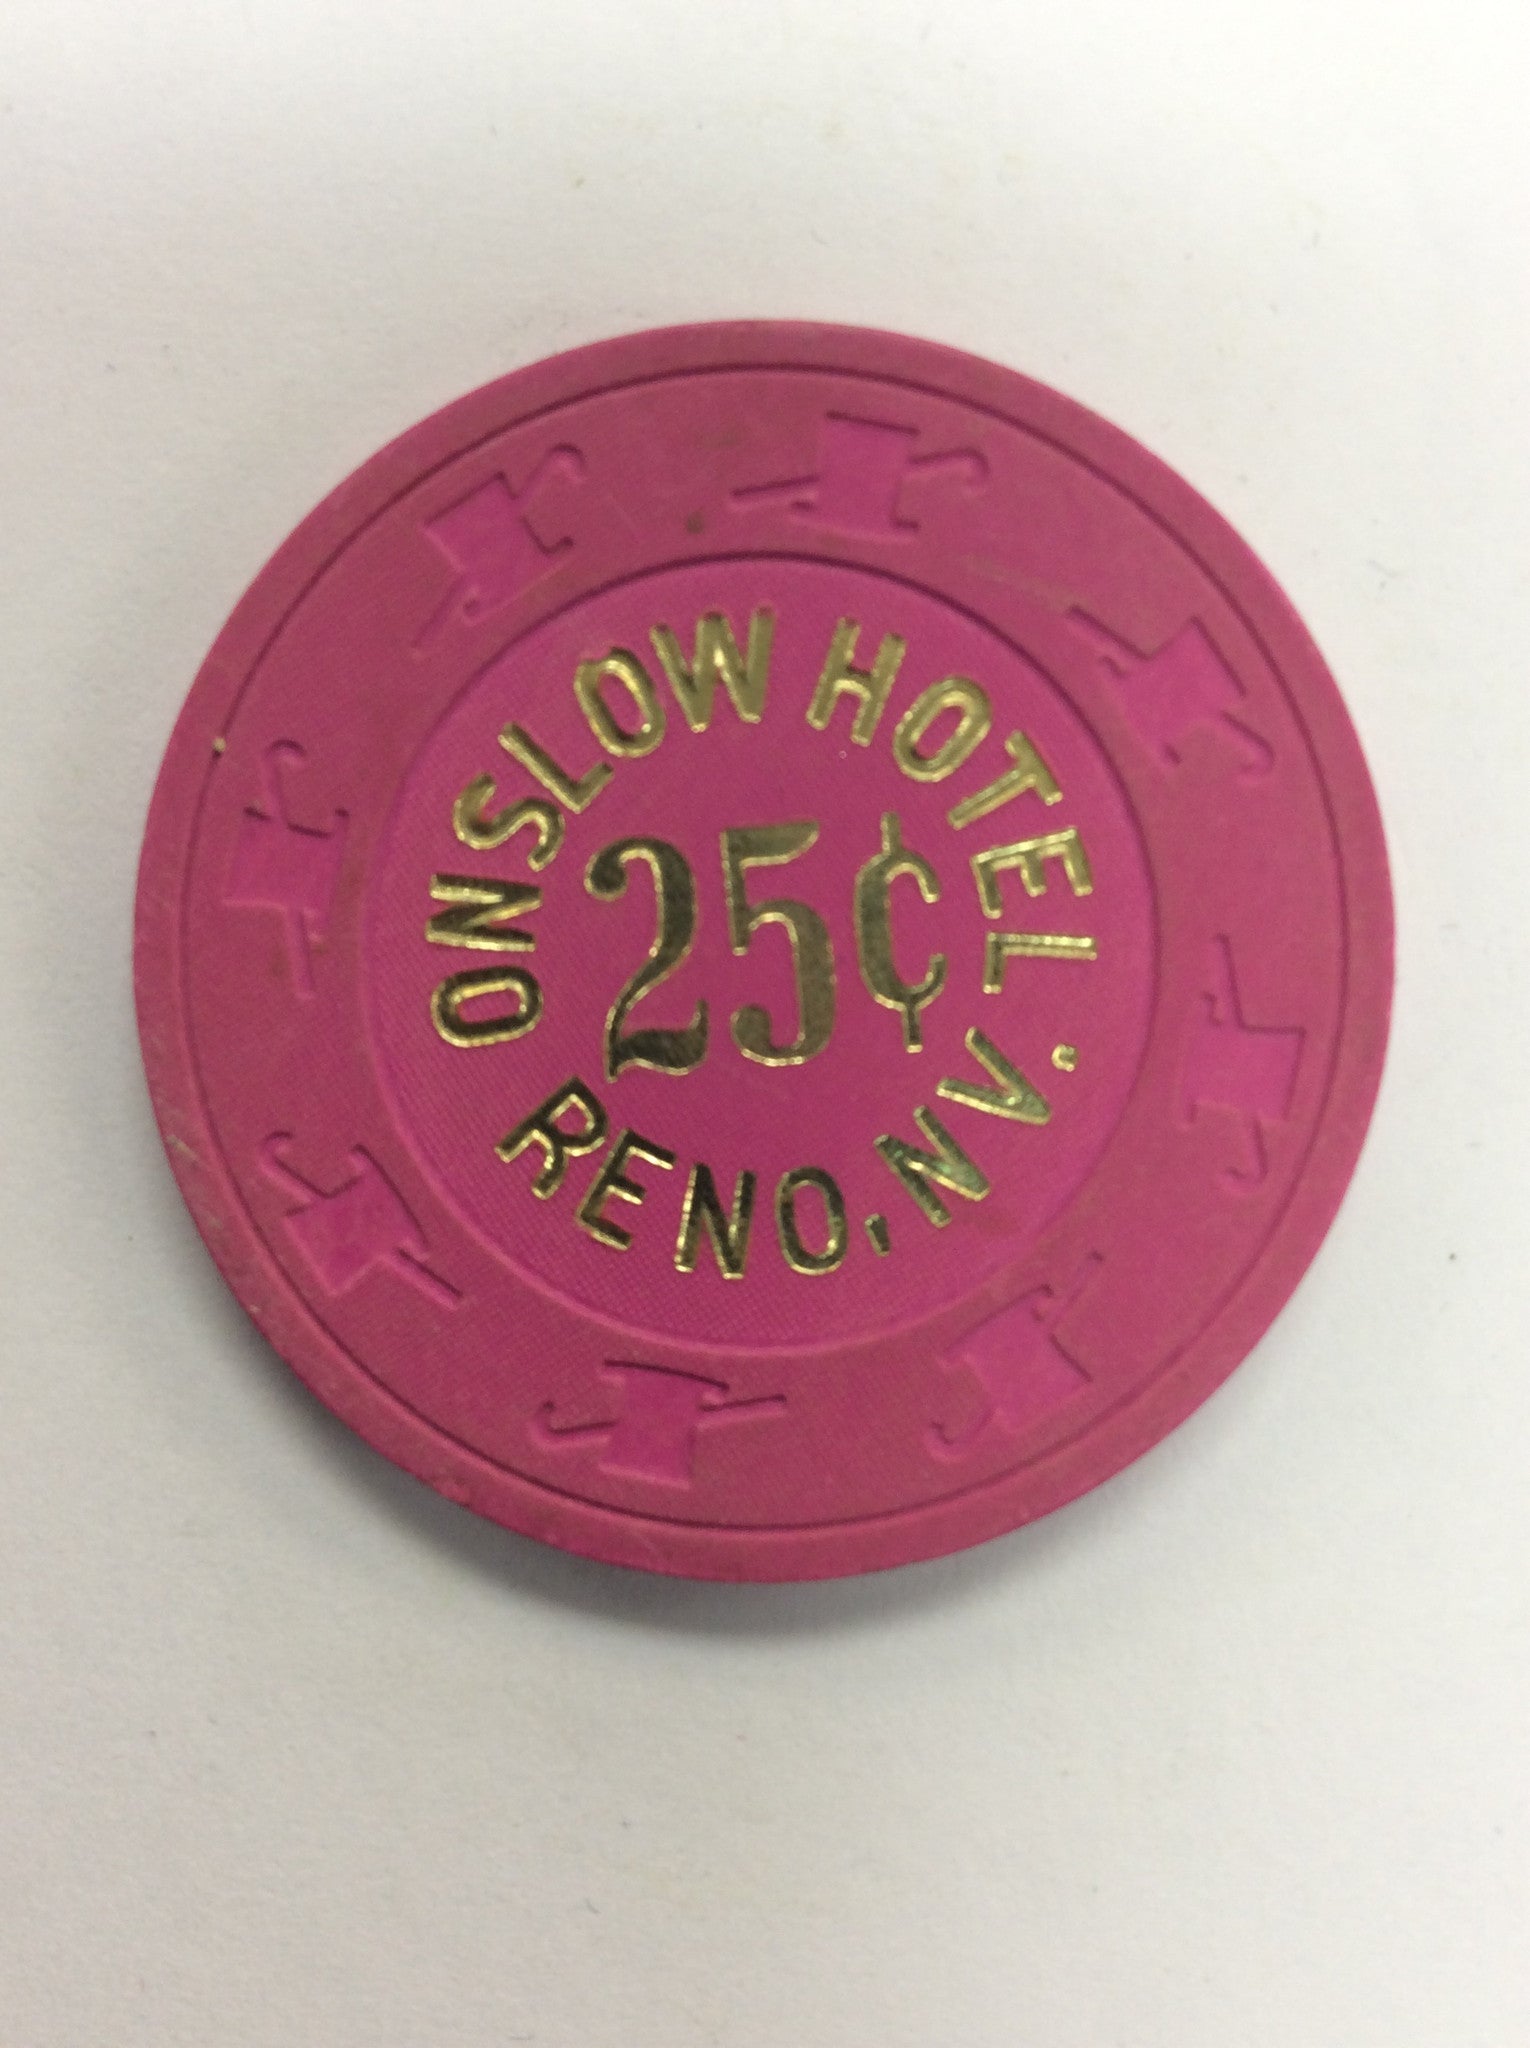 ONSLOW HOTEL
25¢
RENO, NV.